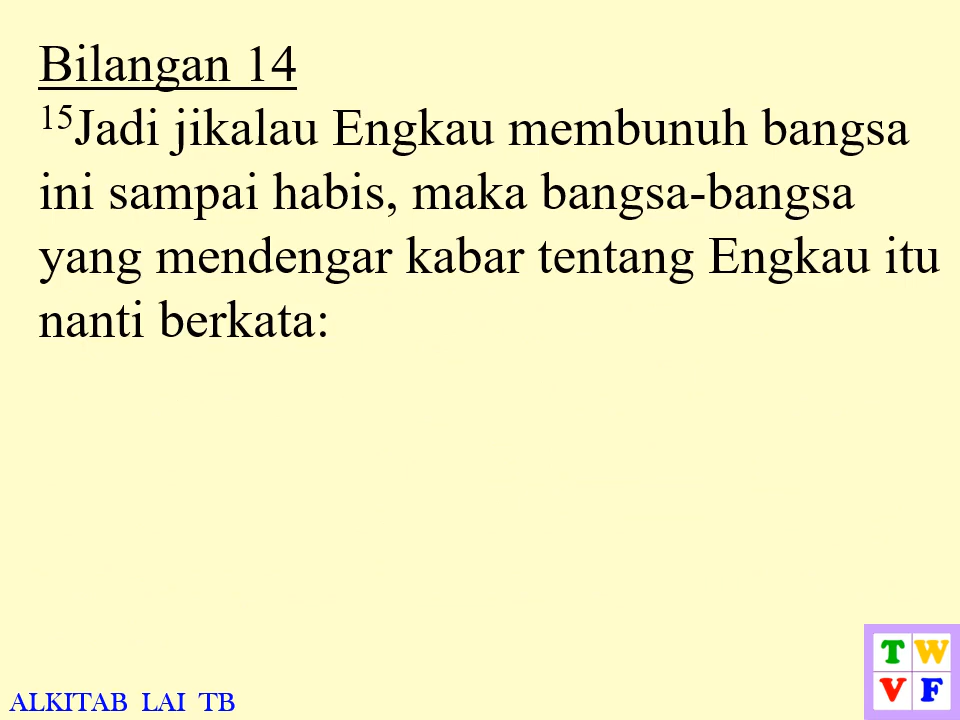 Bilangan 14
15Jadi jikalau Engkau membunuh bangsa
ini sampai habis, maka bangsa-bangsa
yang mendengar kabar tentang Engkau itu
nanti berkata:
ALKITAB LAI TB
T W
V F